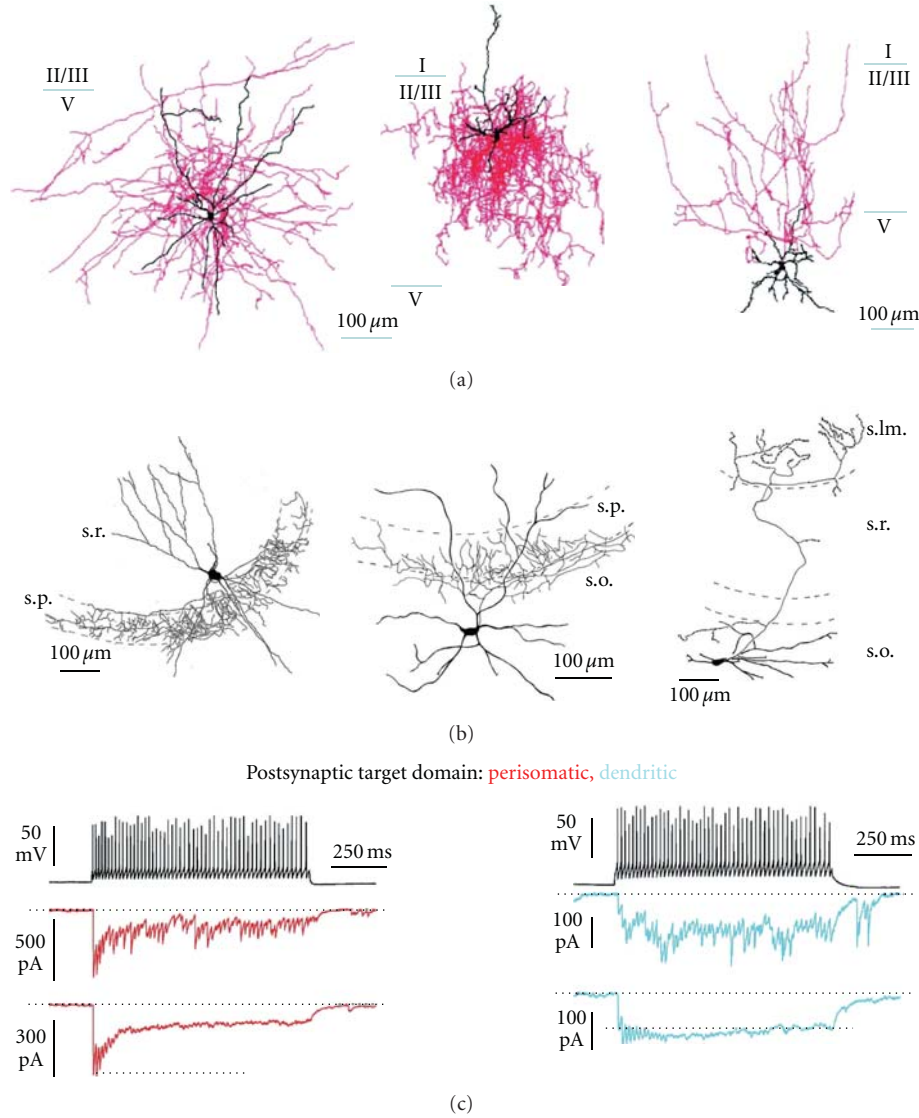 II/III
V
100 μm
I
II/III
V
I
II/III
V
100 μm
(a)
s.r.
s.p.
100 μm
s.p.
s.o.
100 μm
s.lm.
s.r.
s.o.
100 μm
(b)
Postsynaptic target domain: perisomatic, dendritic
50
mV
250 ms
500
pA
300
pA
50
mV
250 ms
100
pA
100
pA
(c)